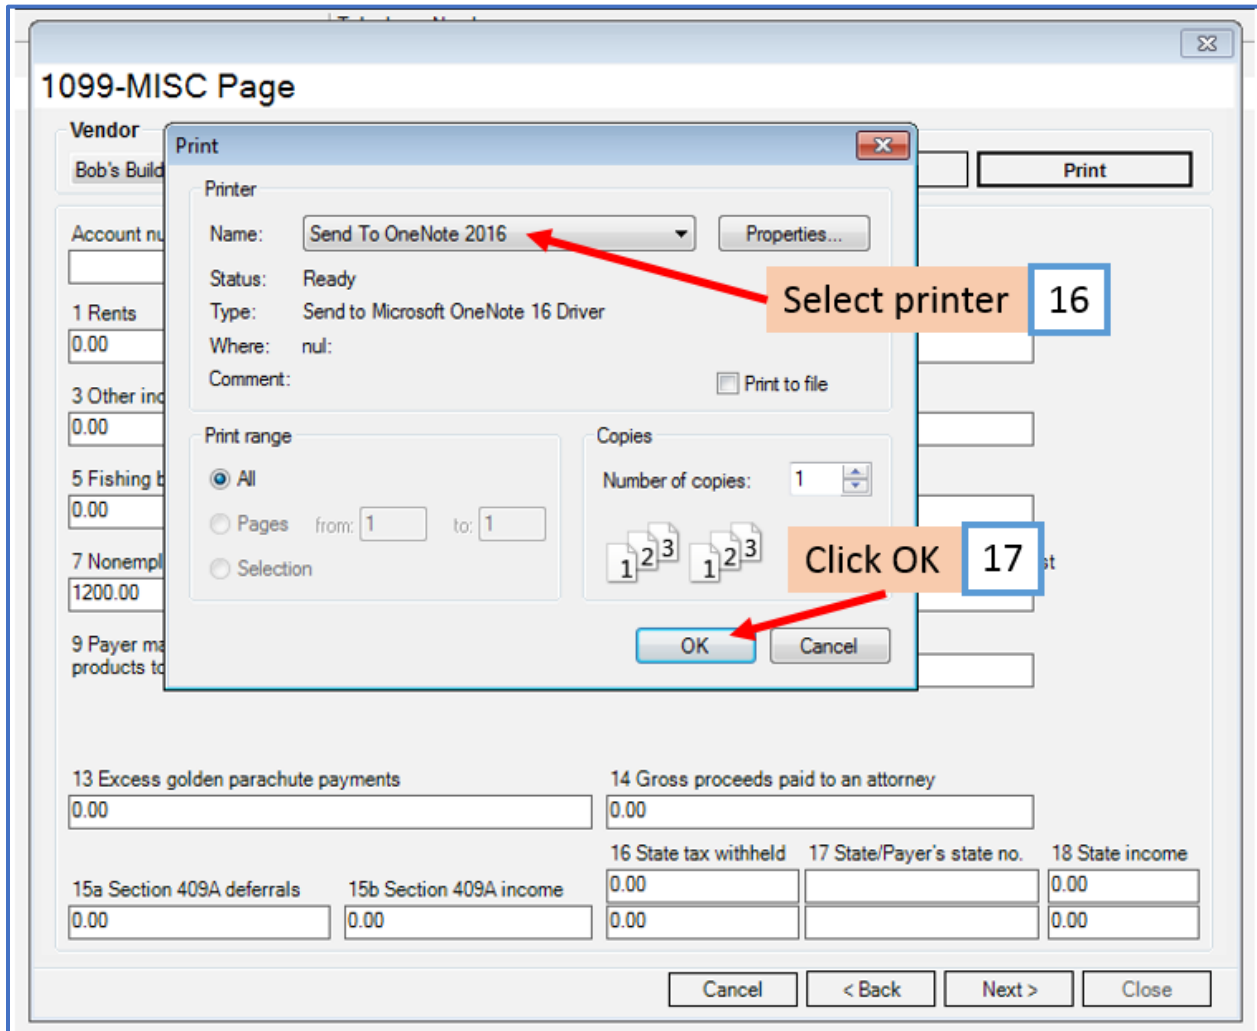 1099-MISC Page
Vendor
Bob's Build
Print
Print
Printer
Name: Send To OneNote 2016 Properties...
Status: Ready
Type: Send to Microsoft OneNote 16 Driver
Where: nul:
Comment: Print to file
Select printer 16
Print range
All
Pages from: 1 to: 1
Selection
Copies
Number of copies: 1
1 2 3 1 2 3
Click OK 17
OK Cancel
Account nu
1 Rents
0.00
3 Other inc
0.00
5 Fishing b
0.00
7 Nonempl st
1200.00
9 Payer ma
products to
13 Excess golden parachute payments 14 Gross proceeds paid to an attorney
0.00 0.00
16 State tax withheld 17 State/Payer's state no. 18 State income
0.00 0.00
15a Section 409A deferrals 15b Section 409A income
0.00 0.00 0.00 0.00
Cancel < Back Next > Close